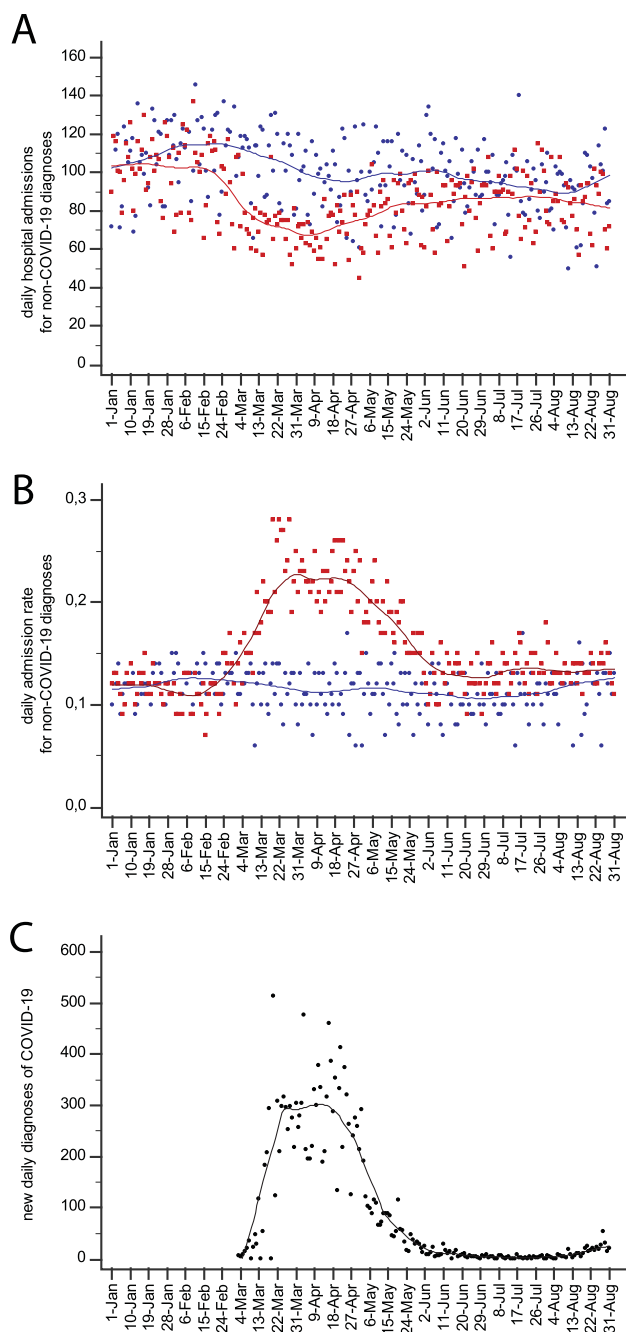 A
daily hospital admissions
for non-COVID-19 diagnoses
160
140
120
100
80
60
40
20
0
1-Jan
10-Jan
19-Jan
28-Jan
6-Feb
15-Feb
24-Feb
4-Mar
13-Mar
22-Mar
31-Mar
9-Apr
18-Apr
27-Apr
6-May
15-May
24-May
2-Jun
11-Jun
20-Jun
29-Jun
8-Jul
17-Jul
26-Jul
4-Aug
13-Aug
22-Aug
31-Aug
B
daily admission rate
for non-COVID-19 diagnoses
0,3
0,2
0,1
0,0
1-Jan
10-Jan
19-Jan
28-Jan
6-Feb
15-Feb
24-Feb
4-Mar
13-Mar
22-Mar
31-Mar
9-Apr
18-Apr
27-Apr
6-May
15-May
24-May
2-Jun
11-Jun
20-Jun
29-Jun
8-Jul
17-Jul
26-Jul
4-Aug
13-Aug
22-Aug
31-Aug
C
new daily diagnoses of COVID-19
600
500
400
300
200
100
0
1-Jan
10-Jan
19-Jan
28-Jan
6-Feb
15-Feb
24-Feb
4-Mar
13-Mar
22-Mar
31-Mar
9-Apr
18-Apr
27-Apr
6-May
15-May
24-May
2-Jun
11-Jun
20-Jun
29-Jun
8-Jul
17-Jul
26-Jul
4-Aug
13-Aug
22-Aug
31-Aug